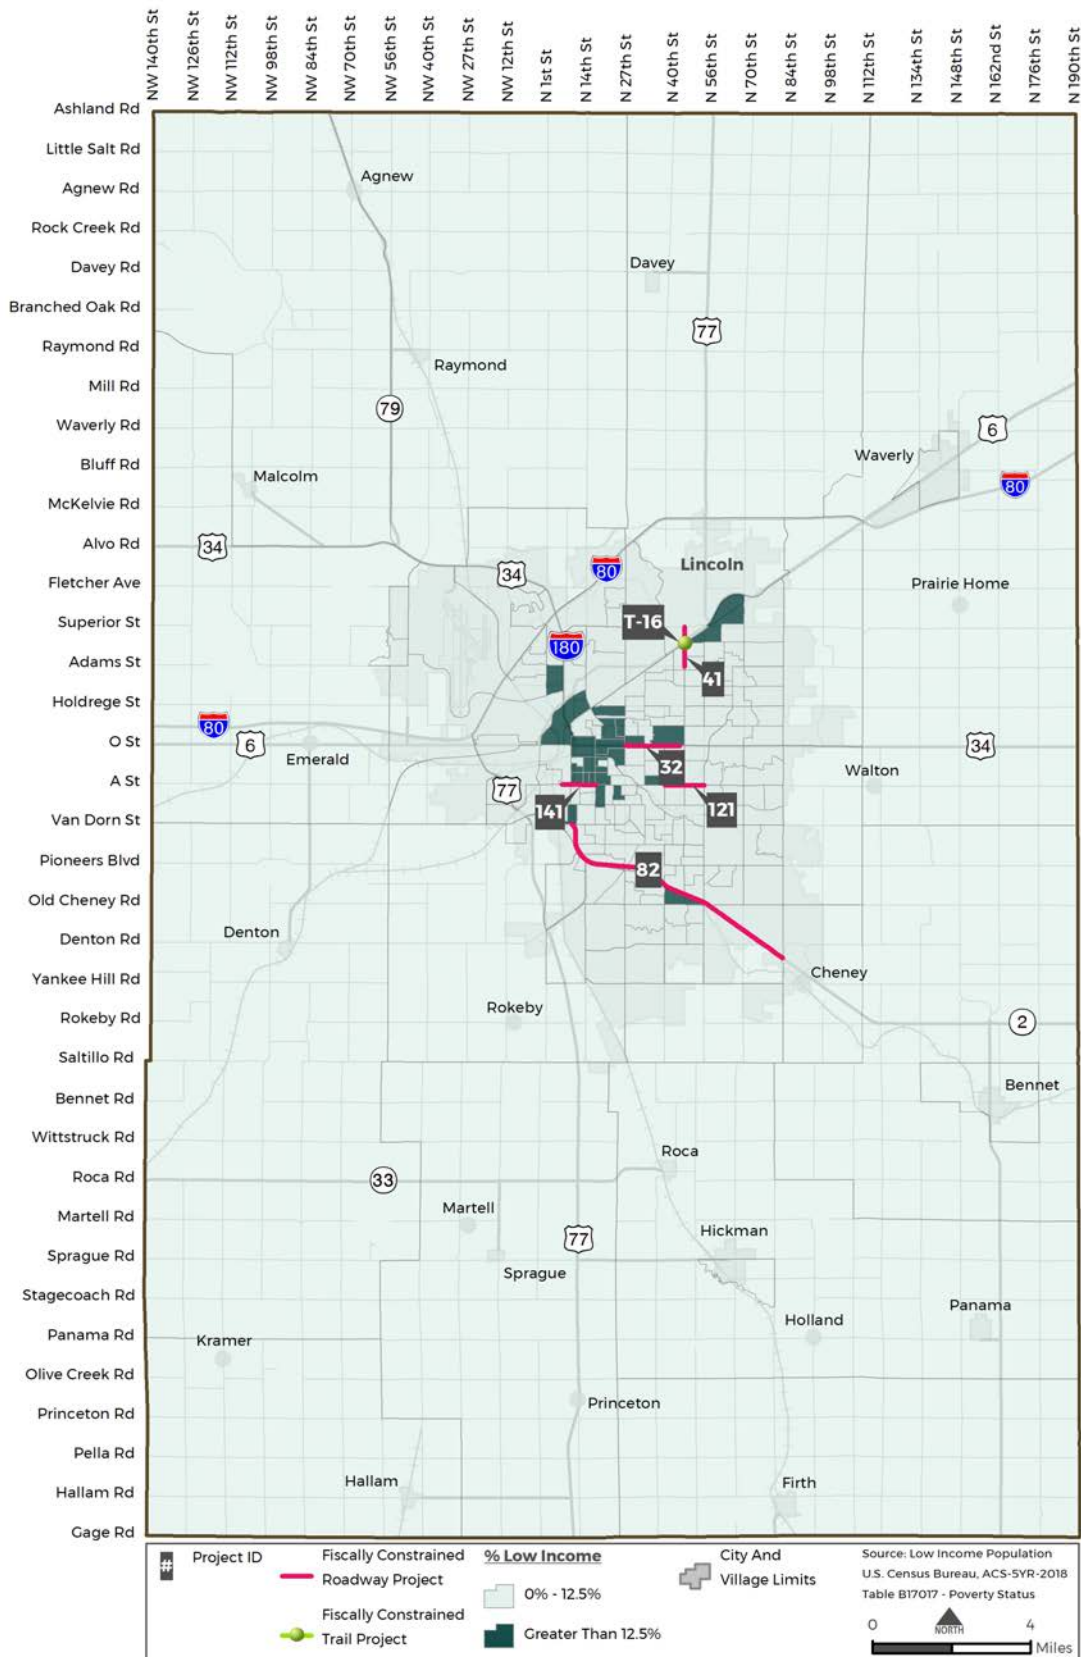 NW 140th St
NW 126th St
NW 112th St
NW 98th St
NW 84th St
NW 70th St
NW 56th St
NW 40th St
NW 27th St
NW 12th St
N 1st St
N 14th St
N 27th St
N 40th St
N 56th St
N 70th St
N 84th St
N 98th St
N 112th St
N 134th St
N 148th St
N 162nd St
N 176th St
N 190th St
Ashland Rd
Little Salt Rd
Agnew Rd
Rock Creek Rd
Davey Rd
Branched Oak Rd
Raymond Rd
Mill Rd
Waverly Rd
Bluff Rd
McKelvie Rd
Alvo Rd
Fletcher Ave
Superior St
Adams St
Holdrege St
O St
A St
Van Dorn St
Pioneers Blvd
Old Cheney Rd
Denton Rd
Yankee Hill Rd
Rokeby Rd
Saltillo Rd
Bennet Rd
Wittstruck Rd
Roca Rd
Martell Rd
Sprague Rd
Stagecoach Rd
Panama Rd
Olive Creek Rd
Princeton Rd
Pella Rd
Hallam Rd
Gage Rd
Agnew
Davey
77
Raymond
79
6
Waverly
Malcolm
80
34
Lincoln
80
34
Prairie Home
T-16
180
41
80
6
Emerald
34
32
Walton
77
141
121
82
Denton
Cheney
Rokeby
2
Bennet
Roca
33
Martell
Hickman
77
Sprague
Panama
Holland
Kramer
Princeton
Hallam
Firth
#
Project ID
Fiscally Constrained
Roadway Project
Fiscally Constrained
Trail Project
% Low Income
0% - 12.5%
Greater Than 12.5%
City And
Village Limits
Source: Low Income Population
U.S. Census Bureau, ACS-5YR-2018
Table B17017 - Poverty Status
0
NORTH
4
Miles